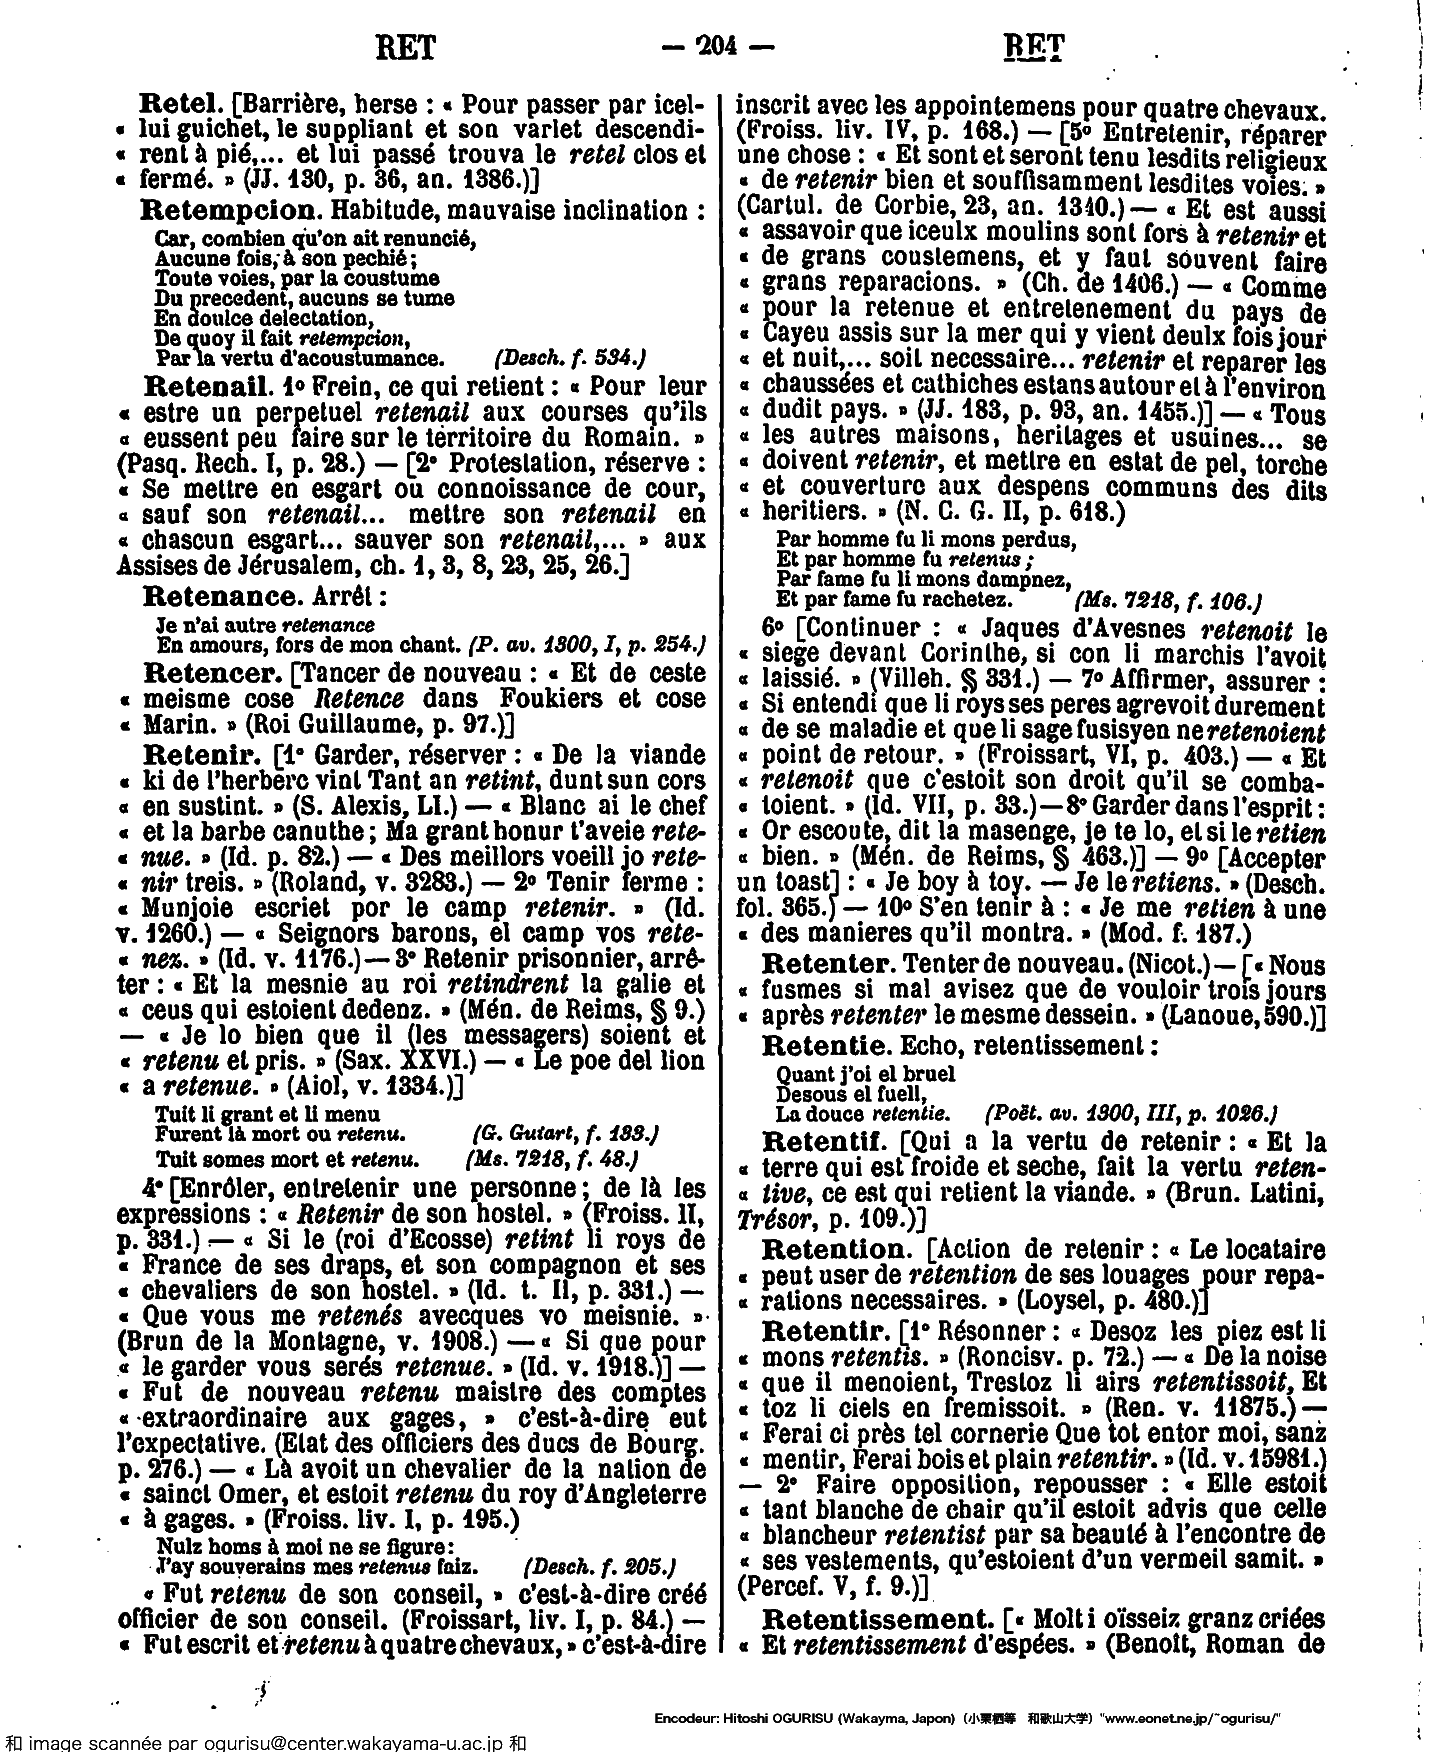 RET
— 204 —
RET
Retel. [Barrière, herse : « Pour passer par icel-
« lui guichet, le suppliant et son varlet descendi-
« rent à pié,... et lui passé trouva le retel clos et
« fermé. » (JJ. 130, p. 36, an. 1386.)]
Retempcion. Habitude, mauvaise inclination :
Car, combien qu'on ait renuncié,
Aucune fois, à son pechié ;
Toute voies, par la coustume
Du precedent, aucuns se tume
En doulce delectation,
De quoy il fait retempcion,
Par la vertu d'acoustumance. (Desch. f. 534.)
Retenail. 1º Frein, ce qui retient : « Pour leur
« estre un perpetuel retenail aux courses qu'ils
« eussent peu faire sur le territoire du Romain. »
(Pasq. Rech. I, p. 28.) — [2º Protestation, réserve :
« Se mettre en esgart ou connoissance de cour,
« sauf son retenail... mettre son retenail en
« chascun esgart... sauver son retenail,... » aux
Assises de Jérusalem, ch. 1, 3, 8, 23, 25, 26.]
Retenance. Arrêt :
Je n'ai autre retenance
En amours, fors de mon chant. (P. av. 1300, I, p. 254.)
Retencer. [Tancer de nouveau : « Et de ceste
« meisme cose Retence dans Foukiers et cose
« Marin. » (Roi Guillaume, p. 97.)]
Retenir. [1º Garder, réserver : « De la viande
« ki de l'herberc vint Tant an retint, dunt sun cors
« en sustint. » (S. Alexis, LI.) — « Blanc ai le chef
« et la barbe canuthe ; Ma grant honur t'aveie rete-
« nue. » (Id. p. 82.) — « Des meillors voeill jo rete-
« nir treis. » (Roland, v. 3283.) — 2º Tenir ferme :
« Munjoie escriet por le camp retenir. » (Id.
v. 1260.) — « Seignors barons, el camp vos rete-
« nez. » (Id. v. 1176.) — 3º Retenir prisonnier, arrê-
ter : « Et la mesnie au roi retindrent la galie et
« ceus qui estoient dedenz. » (Mén. de Reims, § 9.)
— « Je lo bien que il (les messagers) soient et
« retenu et pris. » (Sax. XXVI.) — « Le poe del lion
« a retenue. » (Aiol, v. 1334.)]
Tuit li grant et li menu
Furent là mort ou retenu. (G. Guiart, f. 133.)
Tuit somes mort et retenu. (Ms. 7218, f. 48.)
4º [Enrôler, entretenir une personne ; de là les
expressions : « Retenir de son hostel. » (Froiss. II,
p. 331.) — « Si le (roi d'Ecosse) retint li roys de
« France de ses draps, et son compagnon et ses
« chevaliers de son hostel. » (Id. t. II, p. 331.) —
« Que vous me retenés avecques vo meisnie. »
(Brun de la Montagne, v. 1908.) — « Si que pour
« le garder vous serés retenue. » (Id. v. 1918.)] —
« Fut de nouveau retenu maistre des comptes
« extraordinaire aux gages, » c'est-à-dire eut
l'expectative. (Etat des officiers des ducs de Bourg.
p. 276.) — « Là avoit un chevalier de la nation de
« sainct Omer, et estoit retenu du roy d'Angleterre
« à gages. » (Froiss. liv. I, p. 195.)
Nulz homs à moi ne se figure :
J'ay souverains mes retenus faiz. (Desch. f. 205.)
« Fut retenu de son conseil, » c'est-à-dire créé
officier de son conseil. (Froissart, liv. I, p. 84.) —
« Fut escrit et retenu à quatre chevaux, » c'est-à-dire
inscrit avec les appointemens pour quatre chevaux.
(Froiss. liv. IV, p. 168.) — [5º Entretenir, réparer
une chose : « Et sont et seront tenu lesdits religieux
« de retenir bien et souffisamment lesdites voies. »
(Cartul. de Corbie, 23, an. 1340.) — « Et est aussi
« assavoir que iceulx moulins sont fors à retenir et
« de grans coustemens, et y faut souvent faire
« grans reparacions. » (Ch. de 1406.) — « Comme
« pour la retenue et entretenement du pays de
« Cayeu assis sur la mer qui y vient deulx fois jour
« et nuit,... soit necessaire... retenir et reparer les
« chaussées et cathiches estans autour et à l'environ
« dudit pays. » (JJ. 183, p. 93, an. 1455.)] — « Tous
« les autres maisons, heritages et usuines... se
« doivent retenir, et mettre en estat de pel, torche
« et couverture aux despens communs des dits
« heritiers. » (N. C. G. II, p. 618.)
Par homme fu li mons perdus,
Et par homme fu retenus ;
Par fame fu li mons dampnez,
Et par fame fu rachetez. (Ms. 7218, f. 106.)
6º [Continuer : « Jaques d'Avesnes retenoit le
« siege devant Corinthe, si con li marchis l'avoit
« laissié. » (Villeh. § 331.) — 7º Affirmer, assurer :
« Si entendi que li roys ses peres agrevoit durement
« de se maladie et que li sage fusisyen ne retenoient
« point de retour. » (Froissart, VI, p. 403.) — « Et
« retenoit que c'estoit son droit qu'il se comba-
« toient. » (Id. VII, p. 33.) — 8º Garder dans l'esprit :
« Or escoute, dit la masenge, je te lo, et si le retien
« bien. » (Mén. de Reims, § 463.)] — 9º [Accepter
un toast] : « Je boy à toy. — Je le retiens. » (Desch.
fol. 365.) — 10º S'en tenir à : « Je me retien à une
« des manieres qu'il montra. » (Mod. f. 187.)
Retenter. Tenter de nouveau. (Nicot.) — [« Nous
« fusmes si mal avisez que de vouloir trois jours
« après retenter le mesme dessein. » (Lanoue, 590.)]
Retentie. Echo, retentissement :
Quant j'oi el bruel
Desous el fuell,
La douce retentie. (Poët. av. 1300, III, p. 1026.)
Retentif. [Qui a la vertu de retenir : « Et la
« terre qui est froide et seche, fait la vertu reten-
« tive, ce est qui retient la viande. » (Brun. Latini,
Trésor, p. 109.)]
Retention. [Action de retenir : « Le locataire
« peut user de retention de ses louages pour repa-
« rations necessaires. » (Loysel, p. 480.)]
Retentir. [1º Résonner : « Desoz les piez est li
« mons retentis. » (Roncisv. p. 72.) — « De la noise
« que il menoient, Trestoz li airs retentissoit, Et
« toz li ciels en fremissoit. » (Ren. v. 11875.) —
« Ferai ci près tel cornerie Que tot entor moi, sanz
« mentir, Ferai bois et plain retentir. » (Id. v. 15981.)
— 2º Faire opposition, repousser : « Elle estoit
« tant blanche de chair qu'il estoit advis que celle
« blancheur retentist par sa beauté à l'encontre de
« ses vestements, qu'estoient d'un vermeil samit. »
(Percef. V, f. 9.)]
Retentissement. [« Molt i oïsseiz granz criées
« Et retentissement d'espées. » (Benoît, Roman de
Encodeur: Hitoshi OGURISU (Wakayma, Japon) (小栗栖等 和歌山大学) "www.eonet.ne.jp/~ogurisu/"
和 image scannée par ogurisu@center.wakayama-u.ac.jp 和